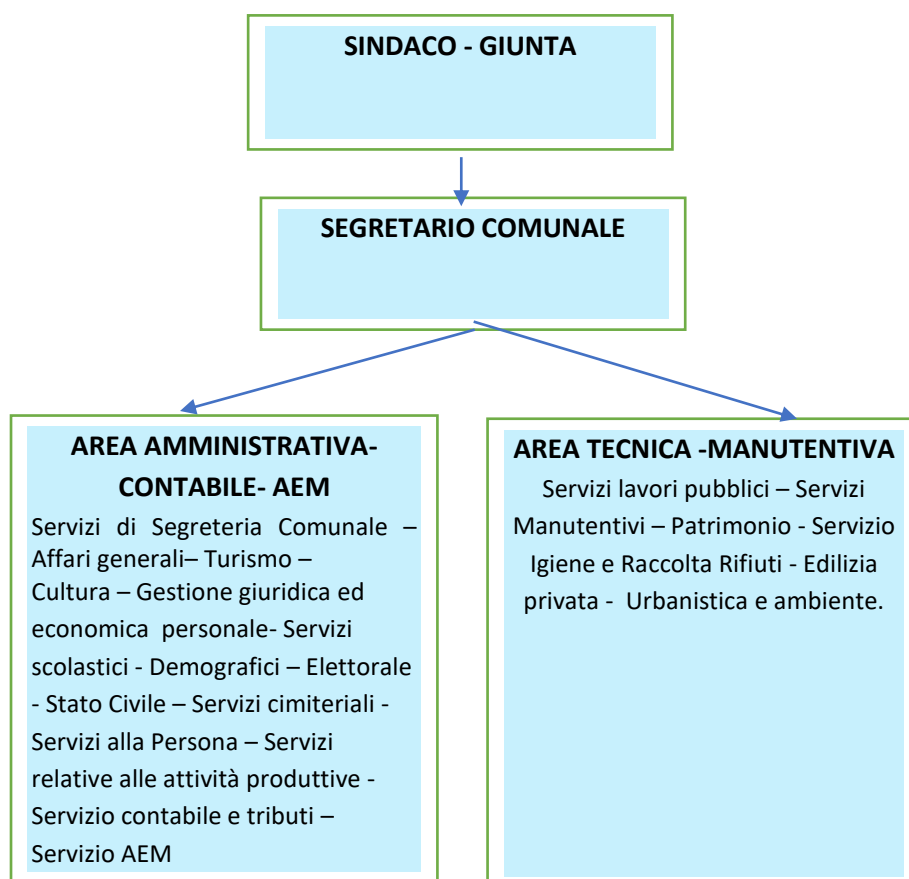 SINDACO - GIUNTA
SEGRETARIO COMUNALE
AREA AMMINISTRATIVA-
CONTABILE- AEM
Servizi di Segreteria Comunale –
Affari generali– Turismo –
Cultura – Gestione giuridica ed
economica personale- Servizi
scolastici - Demografici – Elettorale
- Stato Civile – Servizi cimiteriali -
Servizi alla Persona – Servizi
relative alle attività produttive -
Servizio contabile e tributi –
Servizio AEM
AREA TECNICA -MANUTENTIVA
Servizi lavori pubblici – Servizi
Manutentivi – Patrimonio - Servizio
Igiene e Raccolta Rifiuti - Edilizia
privata - Urbanistica e ambiente.